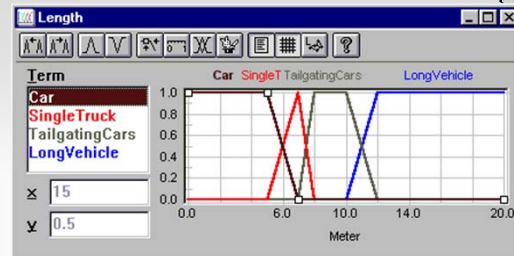 Length
Term
Car SingleT TailgatingCars LongVehicle
Car
SingleTruck
TailgatingCars
LongVehicle
1.0
0.8
0.6
0.4
0.2
0.0
x 15
y 0.5
0.0 6.0 10.0 14.0 20.0
Meter